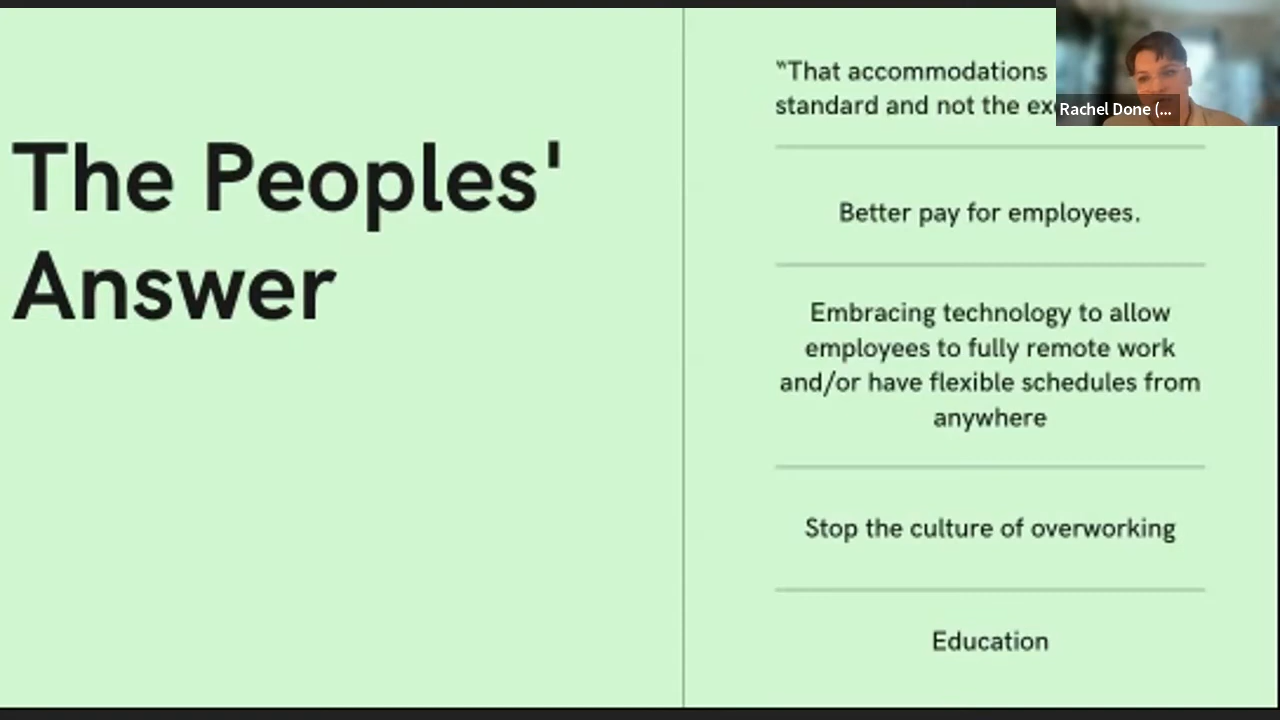 The Peoples'
Answer
"That accommodations
standard and not the
Better pay for employees.
Embracing technology to allow
employees to fully remote work
and/or have flexible schedules from
anywhere
Stop the culture of overworking
Education
Rachel Done (...